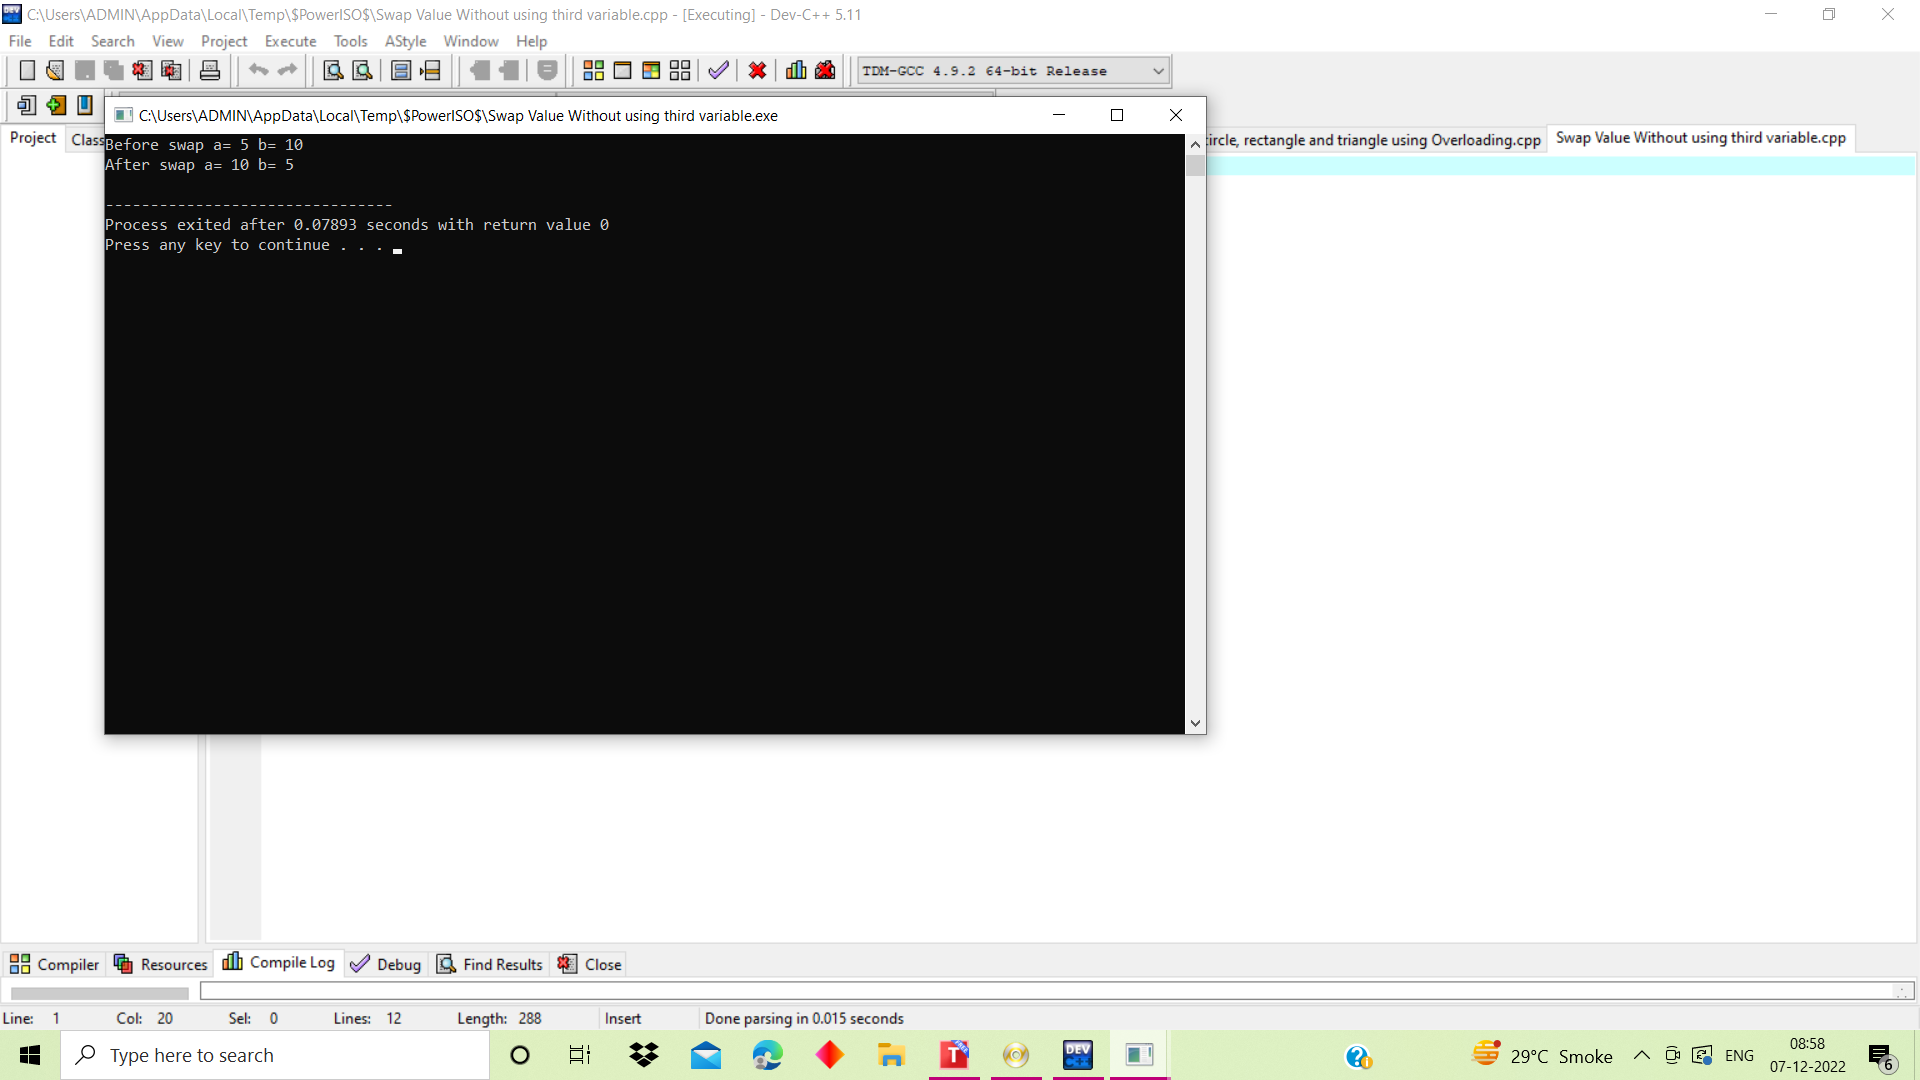 C:\Users\ADMIN\AppData\Local\Temp\$PowerISO$\Swap Value Without using third variable.cpp - [Executing] - Dev-C++ 5.11
File Edit Search View Project Execute Tools AStyle Window Help
TDM-GCC 4.9.2 64-bit Release
C:\Users\ADMIN\AppData\Local\Temp\$PowerISO$\Swap Value Without using third variable.exe
Project Class
ircle, rectangle and triangle using Overloading.cpp Swap Value Without using third variable.cpp
Before swap a= 5 b= 10
After swap a= 10 b= 5
--------------------------------
Process exited after 0.07893 seconds with return value 0
Press any key to continue . . .
Compiler Resources Compile Log Debug Find Results Close
Line: 1 Col: 20 Sel: 0 Lines: 12 Length: 288 Insert Done parsing in 0.015 seconds
Type here to search
DEV
T
FREE
29°C Smoke
ENG
08:58
07-12-2022
6